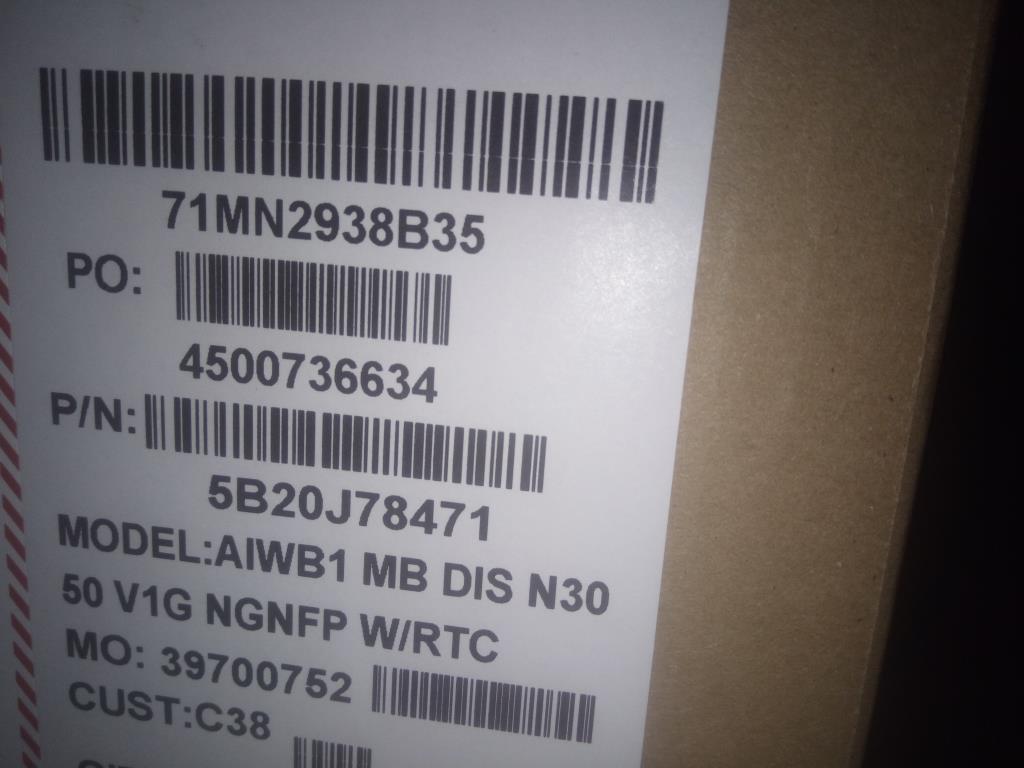 71MN2938B35
PO:
4500736634
P/N:
5B20J78471
MODEL:AIWB1 MB DIS N30
50 V1G NGNFP W/RTC
MO: 39700752
CUST:C38